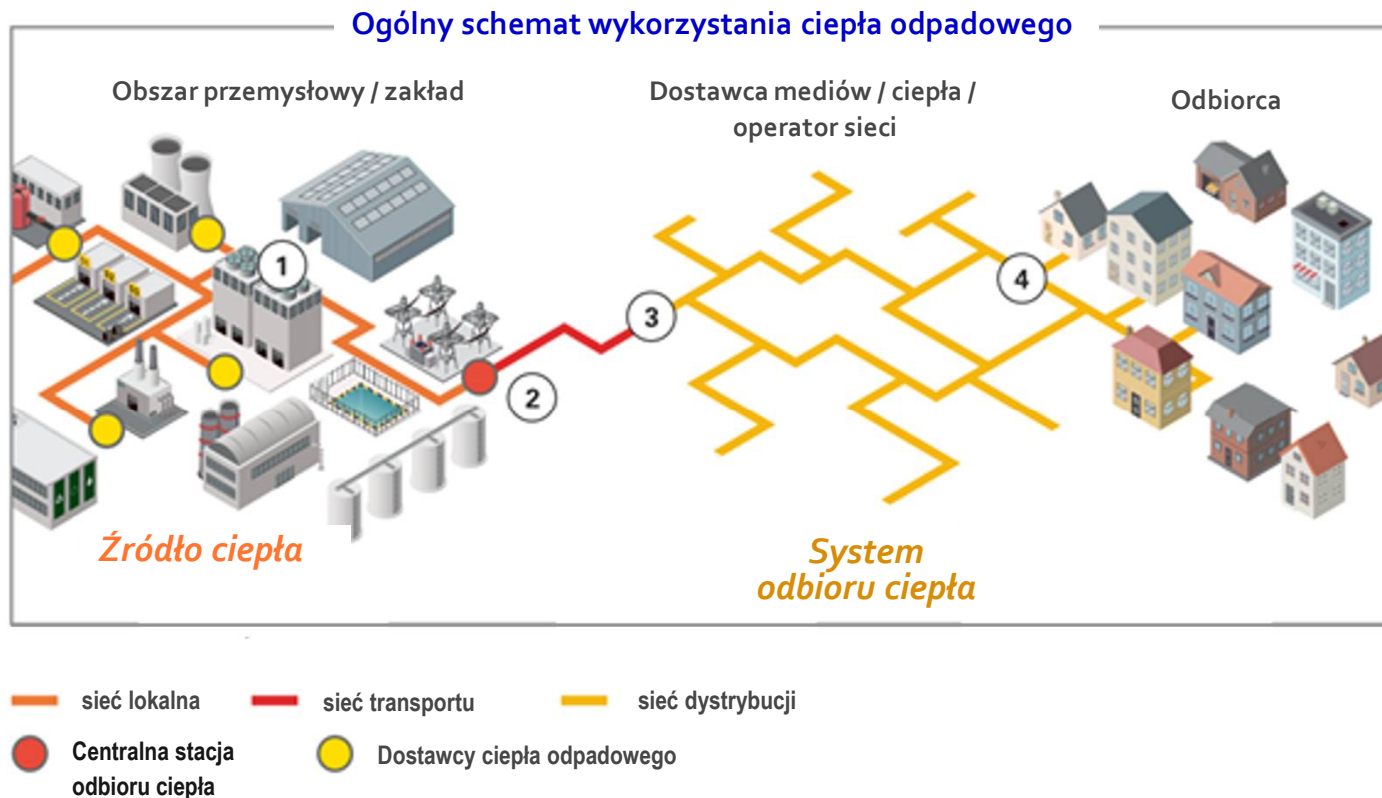 Ogólny schemat wykorzystania ciepła odpadowego
Obszar przemysłowy / zakład
Dostawca mediów / ciepła /
operator sieci
Odbiorca
1
2
3
4
Źródło ciepła
System
odbioru ciepła
sieć lokalna
sieć transportu
sieć dystrybucji
Centralna stacja
odbioru ciepła
Dostawcy ciepła odpadowego